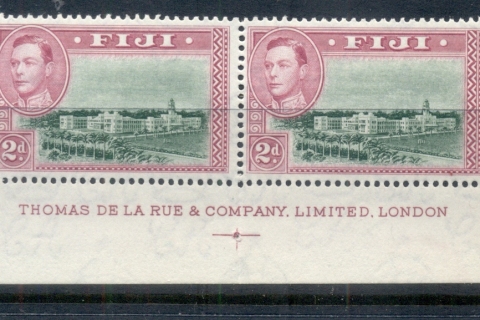 FIJI FIJI
2d 2d
THOMAS DE LA RUE & COMPANY, LIMITED, LONDON